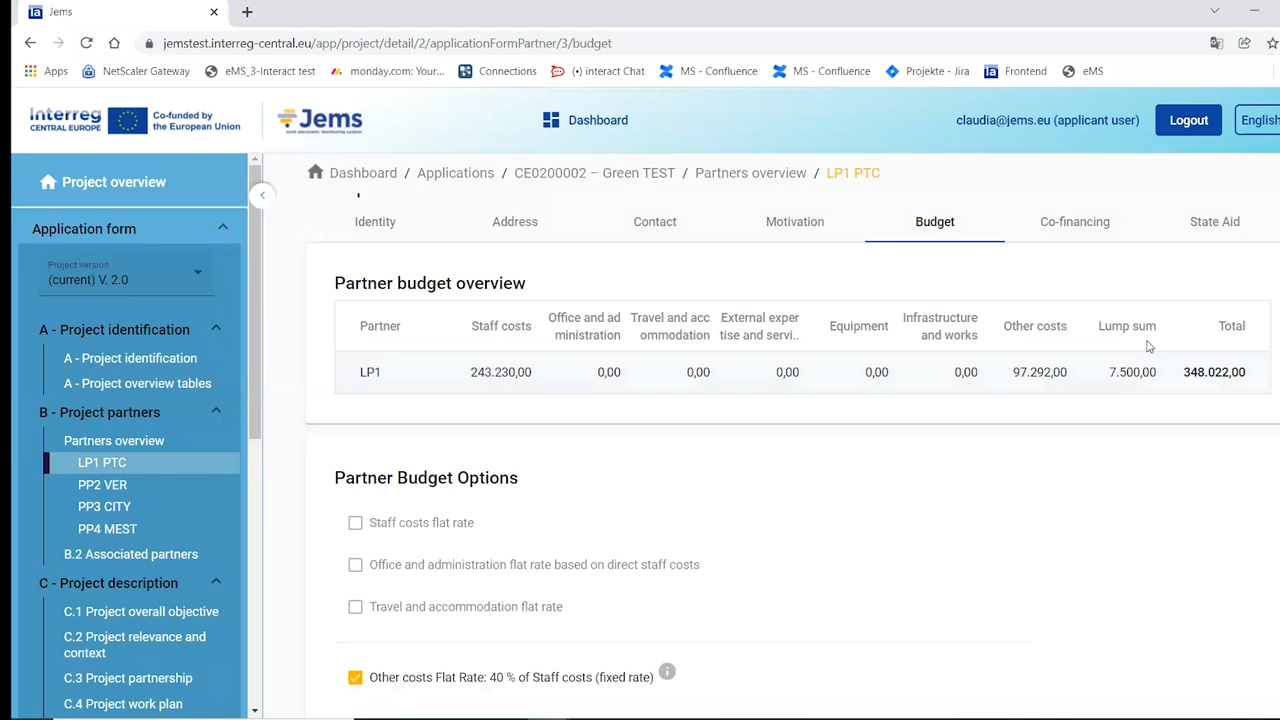 Jems
jemstest.interreg-central.eu/app/project/detail/2/applicationFormPartner/3/budget
Apps
NetScaler Gateway
eMS_3-Interact test
monday.com: Your...
Connections
(•) interact Chat
MS - Confluence
MS - Confluence
Projekte - Jira
Frontend
eMS
Interreg
CENTRAL EUROPE
Co-funded by
the European Union
Jems
Joint electronic monitoring system
Dashboard
claudia@jems.eu (applicant user)
Logout
English
Project overview
Dashboard / Applications / CE0200002 – Green TEST / Partners overview / LP1 PTC
Application form
Identity
Address
Contact
Motivation
Budget
Co-financing
State Aid
Project version
(current) V. 2.0
A - Project identification
A - Project identification
A - Project overview tables
B - Project partners
Partners overview
LP1 PTC
PP2 VER
PP3 CITY
PP4 MEST
B.2 Associated partners
C - Project description
C.1 Project overall objective
C.2 Project relevance and
context
C.3 Project partnership
C.4 Project work plan
Partner budget overview
Partner Staff costs Office and ad Travel and acc External exper Equipment Infrastructure Other costs Lump sum Total
ministration ommodation tise and servi.. and works
LP1 243.230,00 0,00 0,00 0,00 0,00 0,00 97.292,00 7.500,00 348.022,00
Partner Budget Options
Staff costs flat rate
Office and administration flat rate based on direct staff costs
Travel and accommodation flat rate
Other costs Flat Rate: 40 % of Staff costs (fixed rate)